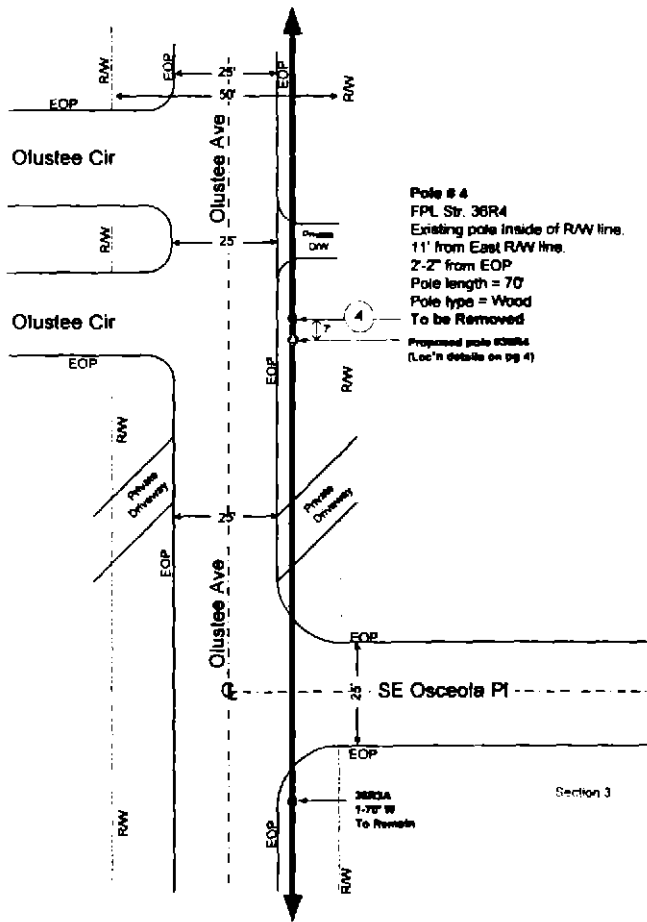 R/W
EOP
25'
EOP
50'
R/W
EOP
Olustee Ave
Olustee Cir
R/W
25'
Private
D/W
Pole # 4
FPL Str. 36R4
Existing pole inside of R/W line.
11' from East R/W line.
2'-2" from EOP
Pole length = 70'
Pole type = Wood
To be Removed
4
7'
Proposed pole #36R4
(Loc'n details on pg 4)
Olustee Cir
EOP
EOP
R/W
R/W
Private
Driveway
Private
Driveway
25'
EOP
Olustee Ave
EOP
25'
SE Osceola Pl
EOP
36R3A
1-70' W
To Remain
Section 3
R/W
EOP
R/W